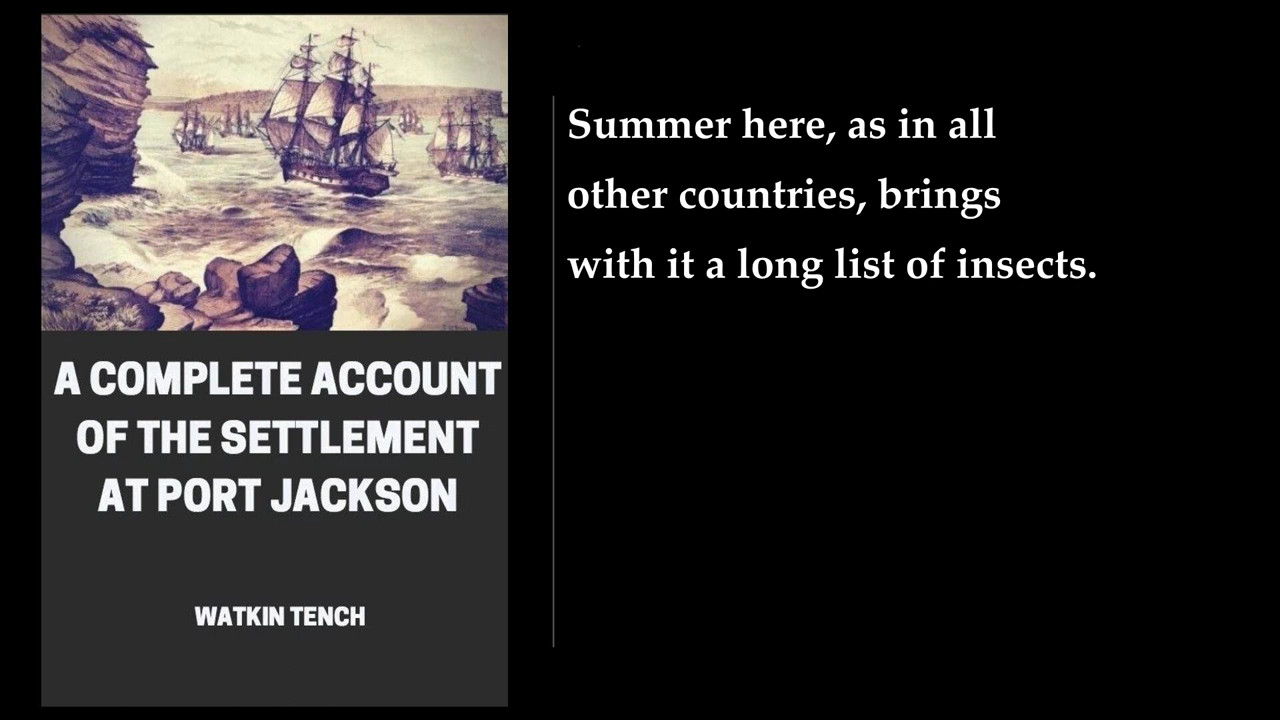 A COMPLETE ACCOUNT
OF THE SETTLEMENT
AT PORT JACKSON
WATKIN TENCH
Summer here, as in all
other countries, brings
with it a long list of insects.